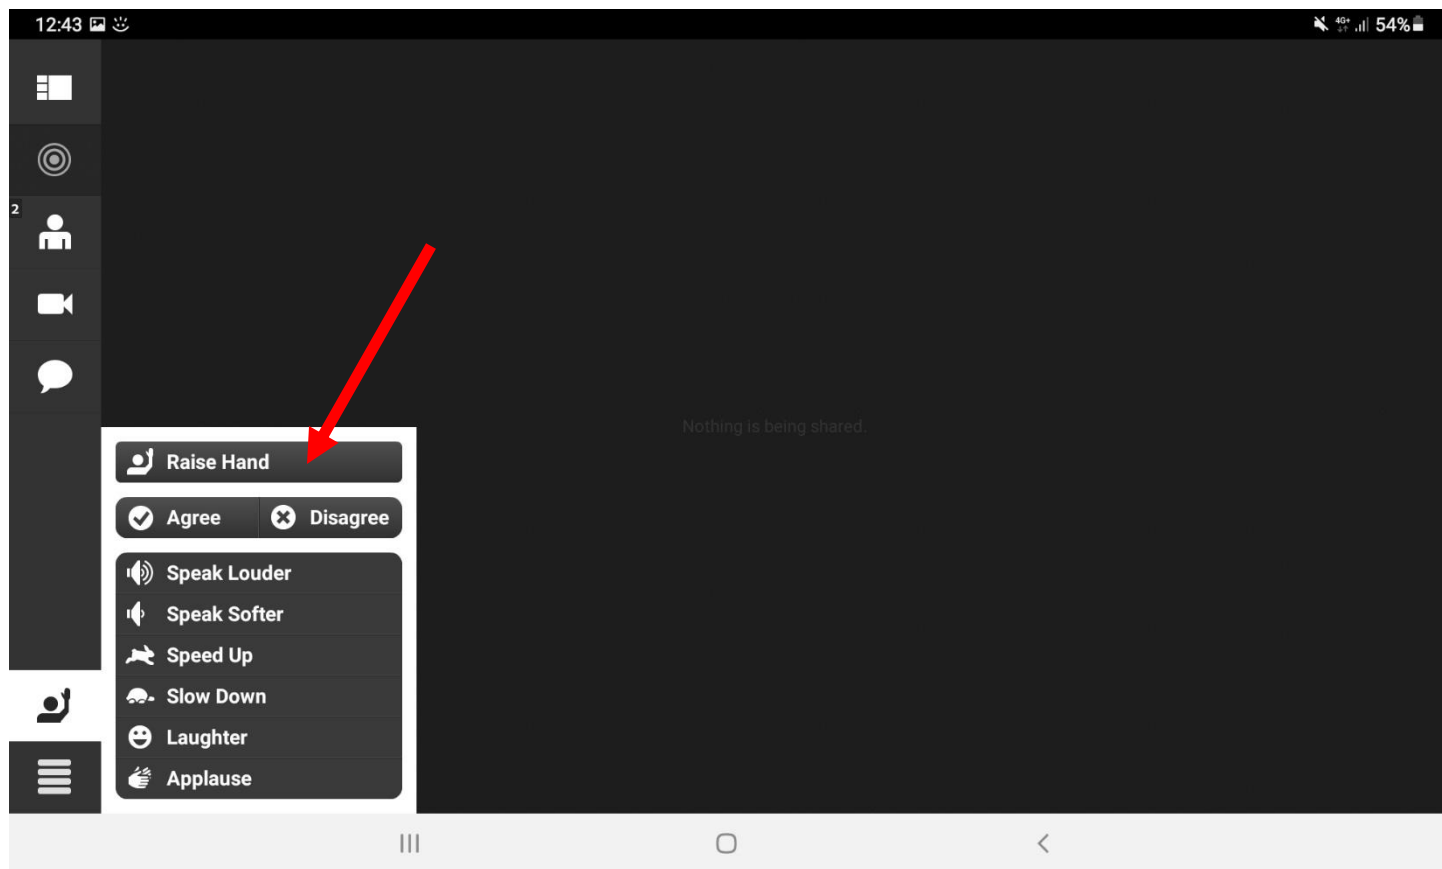 12:43
4G+ 54%
2
Nothing is being shared.
Raise Hand
Agree Disagree
Speak Louder
Speak Softer
Speed Up
Slow Down
Laughter
Applause